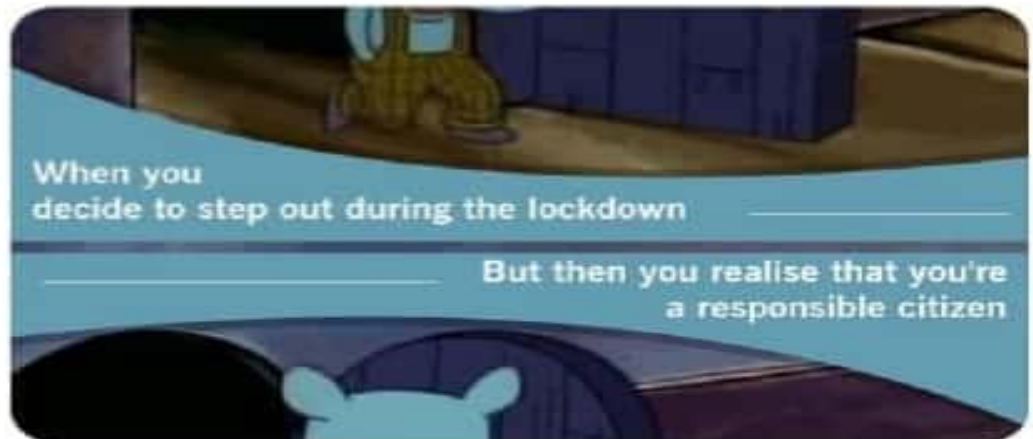 When you
decide to step out during the lockdown
But then you realise that you're
a responsible citizen